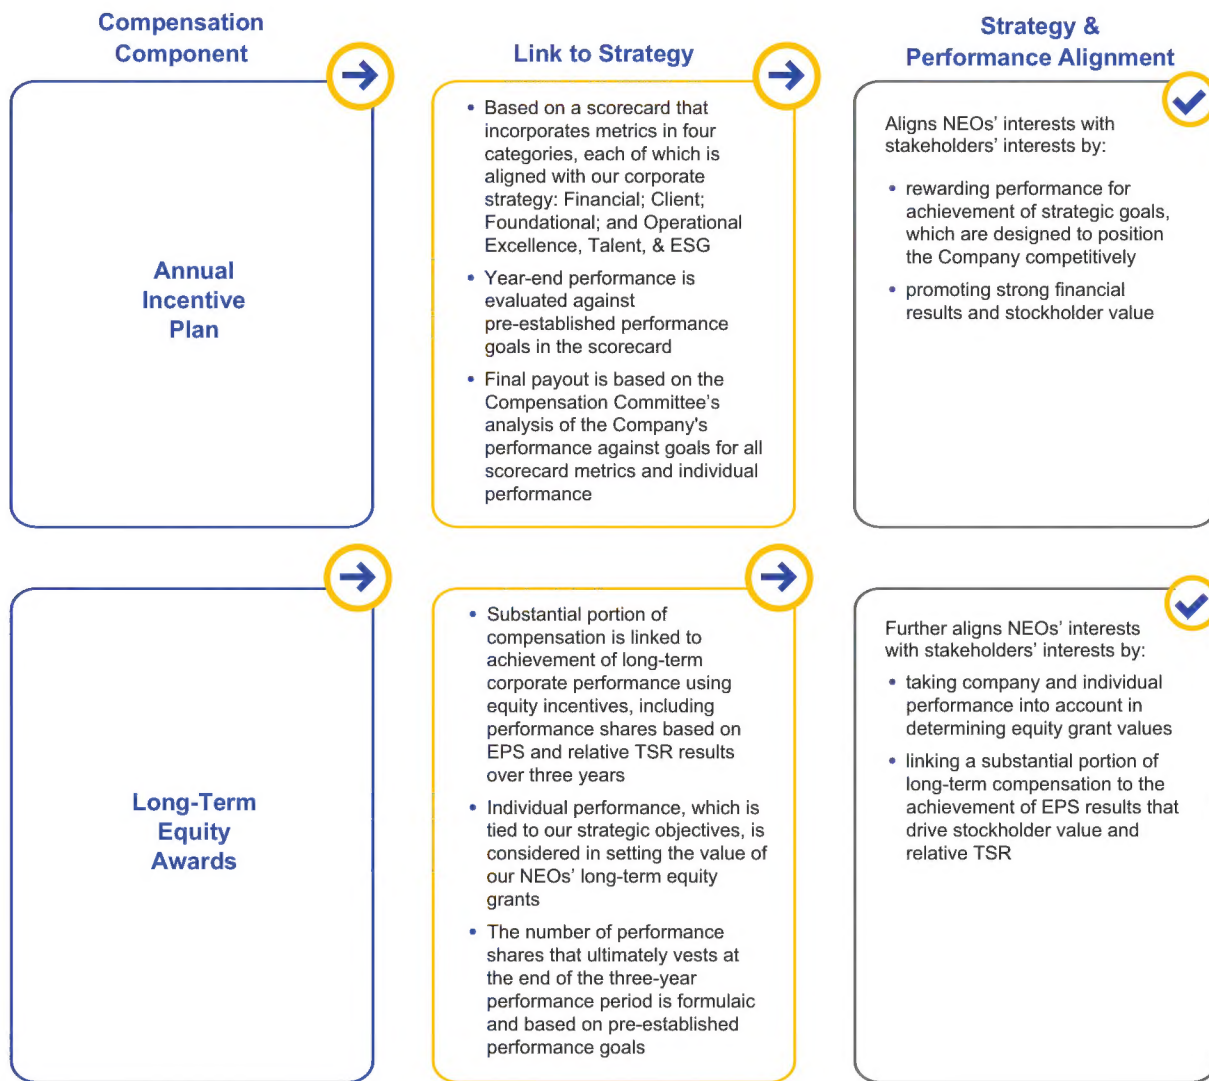 Compensation
Component
Link to Strategy
Strategy &
Performance Alignment
Annual
Incentive
Plan
• Based on a scorecard that
incorporates metrics in four
categories, each of which is
aligned with our corporate
strategy: Financial; Client;
Foundational; and Operational
Excellence, Talent, & ESG
• Year-end performance is
evaluated against
pre-established performance
goals in the scorecard
• Final payout is based on the
Compensation Committee's
analysis of the Company's
performance against goals for all
scorecard metrics and individual
performance
Aligns NEOs' interests with
stakeholders' interests by:
• rewarding performance for
achievement of strategic goals,
which are designed to position
the Company competitively
• promoting strong financial
results and stockholder value
Long-Term
Equity
Awards
• Substantial portion of
compensation is linked to
achievement of long-term
corporate performance using
equity incentives, including
performance shares based on
EPS and relative TSR results
over three years
• Individual performance, which is
tied to our strategic objectives, is
considered in setting the value of
our NEOs' long-term equity
grants
• The number of performance
shares that ultimately vests at
the end of the three-year
performance period is formulaic
and based on pre-established
performance goals
Further aligns NEOs' interests
with stakeholders' interests by:
• taking company and individual
performance into account in
determining equity grant values
• linking a substantial portion of
long-term compensation to the
achievement of EPS results that
drive stockholder value and
relative TSR